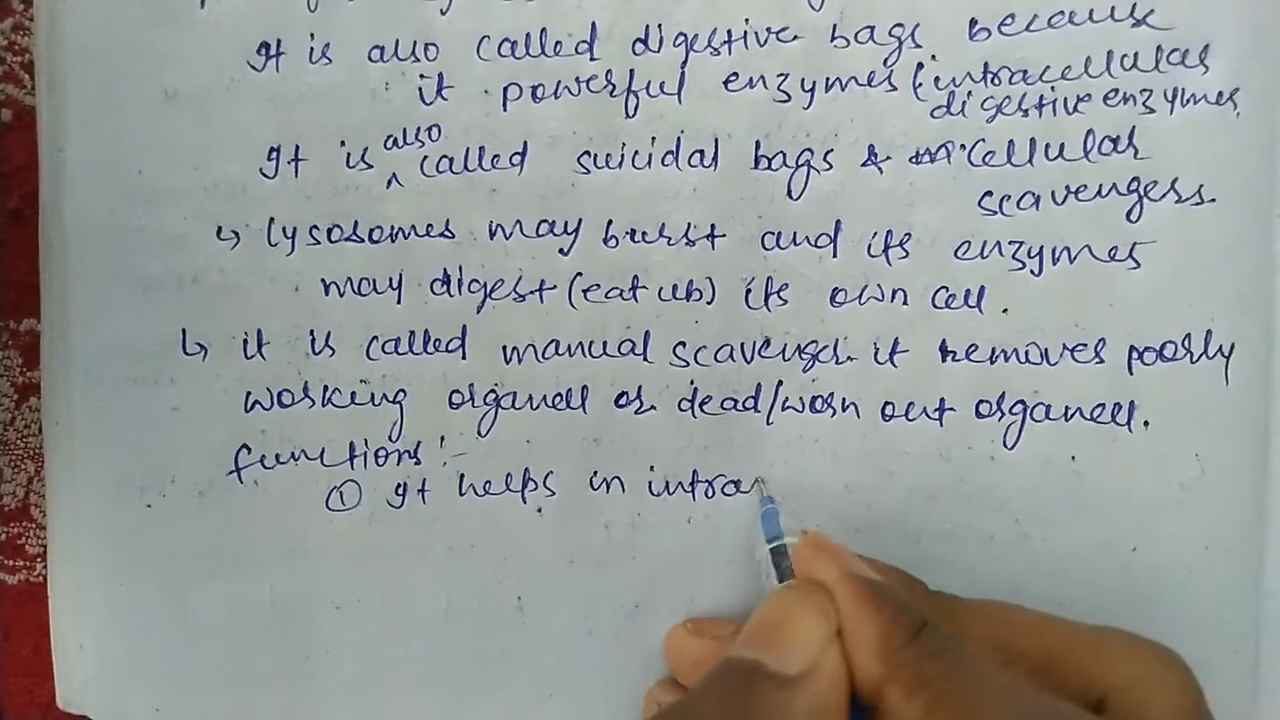 It is also called digestive bags because
it powerful enzymes (intracellular
digestive enzymes,
It is also called suicidal bags & cellular
scavengers.
↳ lysosomes may burst and its enzymes
may digest (eat up) its own cell.
↳ it is called manual scavenger. it removes poorly
working organell or dead/worn out organell.
functions:-
① It helps in intra